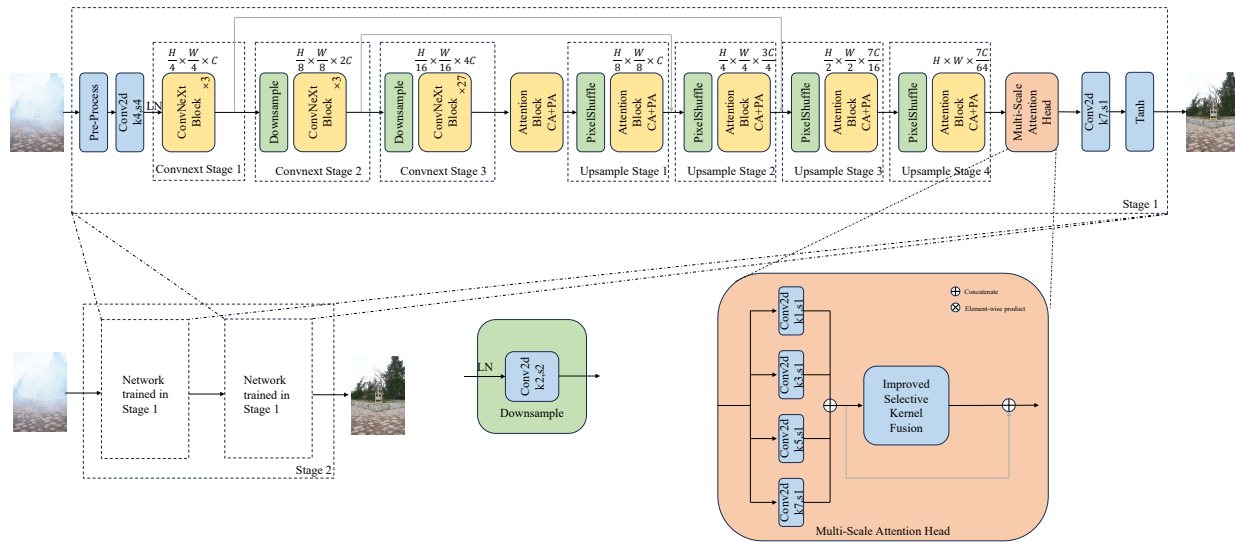 H/4 × W/4 × C
H/8 × W/8 × 2C
H/16 × W/16 × 4C
H/8 × W/8 × C
H/4 × W/4 × 3C/4
H/2 × W/2 × 7C/16
H × W × 7C/64
Pre-Process
Conv2d
k4,s4
LN
ConvNeXt
Block
×3
Convnext Stage 1
Downsample
ConvNeXt
Block
×3
Convnext Stage 2
Downsample
ConvNeXt
Block
×27
Convnext Stage 3
Attention
Block
CA+PA
PixelShuffle
Attention
Block
CA+PA
Upsample Stage 1
PixelShuffle
Attention
Block
CA+PA
Upsample Stage 2
PixelShuffle
Attention
Block
CA+PA
Upsample Stage 3
PixelShuffle
Attention
Block
CA+PA
Upsample Stage 4
Multi-Scale
Attention
Head
Conv2d
k7,s1
Tanh
Stage 1
Network
trained in
Stage 1
Network
trained in
Stage 1
Stage 2
LN
Conv2d
k2,s2
Downsample
Concatenate
Element-wise product
Conv2d
k1,s1
Conv2d
k3,s1
Conv2d
k5,s1
Conv2d
k7,s1
Improved
Selective
Kernel
Fusion
Multi-Scale Attention Head